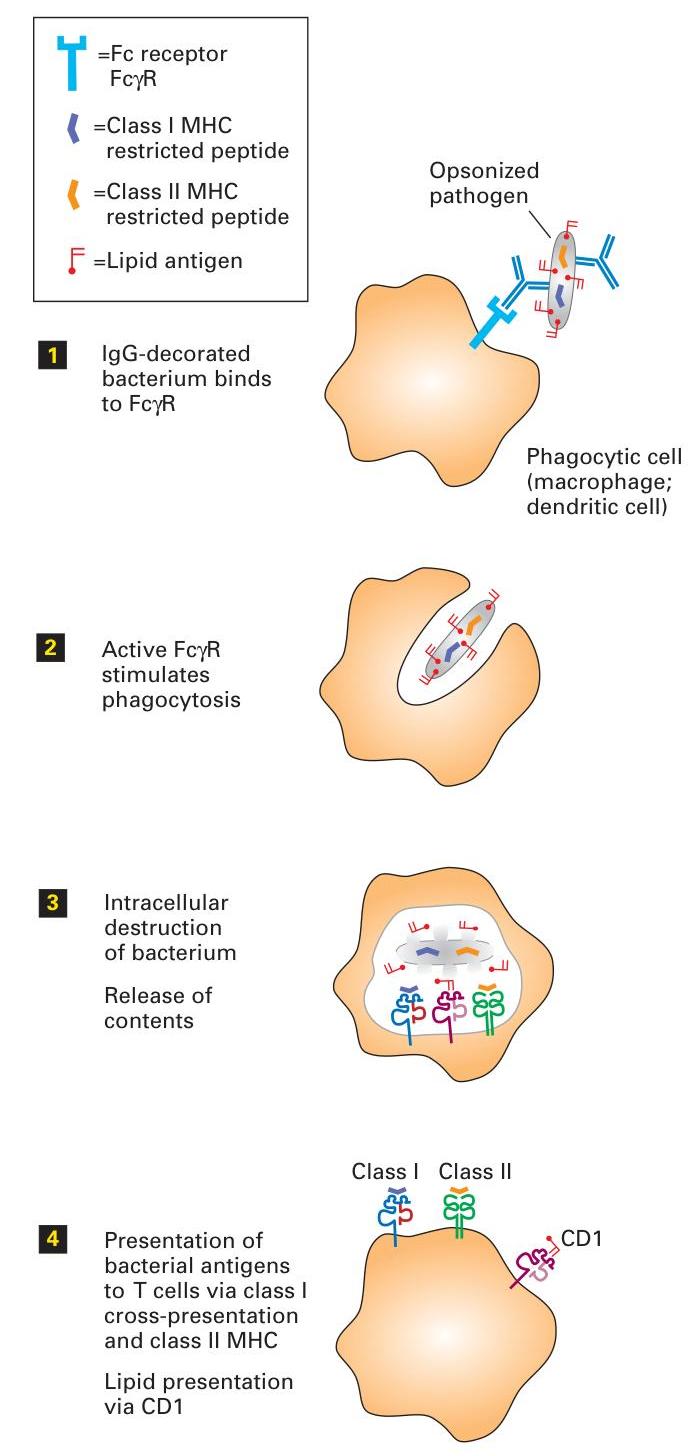 =Fc receptor
FcγR
=Class I MHC
restricted peptide
=Class II MHC
restricted peptide
=Lipid antigen
Opsonized
pathogen
1
IgG-decorated
bacterium binds
to FcγR
Phagocytic cell
(macrophage;
dendritic cell)
2
Active FcγR
stimulates
phagocytosis
3
Intracellular
destruction
of bacterium
Release of
contents
Class I Class II
CD1
4
Presentation of
bacterial antigens
to T cells via class I
cross-presentation
and class II MHC
Lipid presentation
via CD1